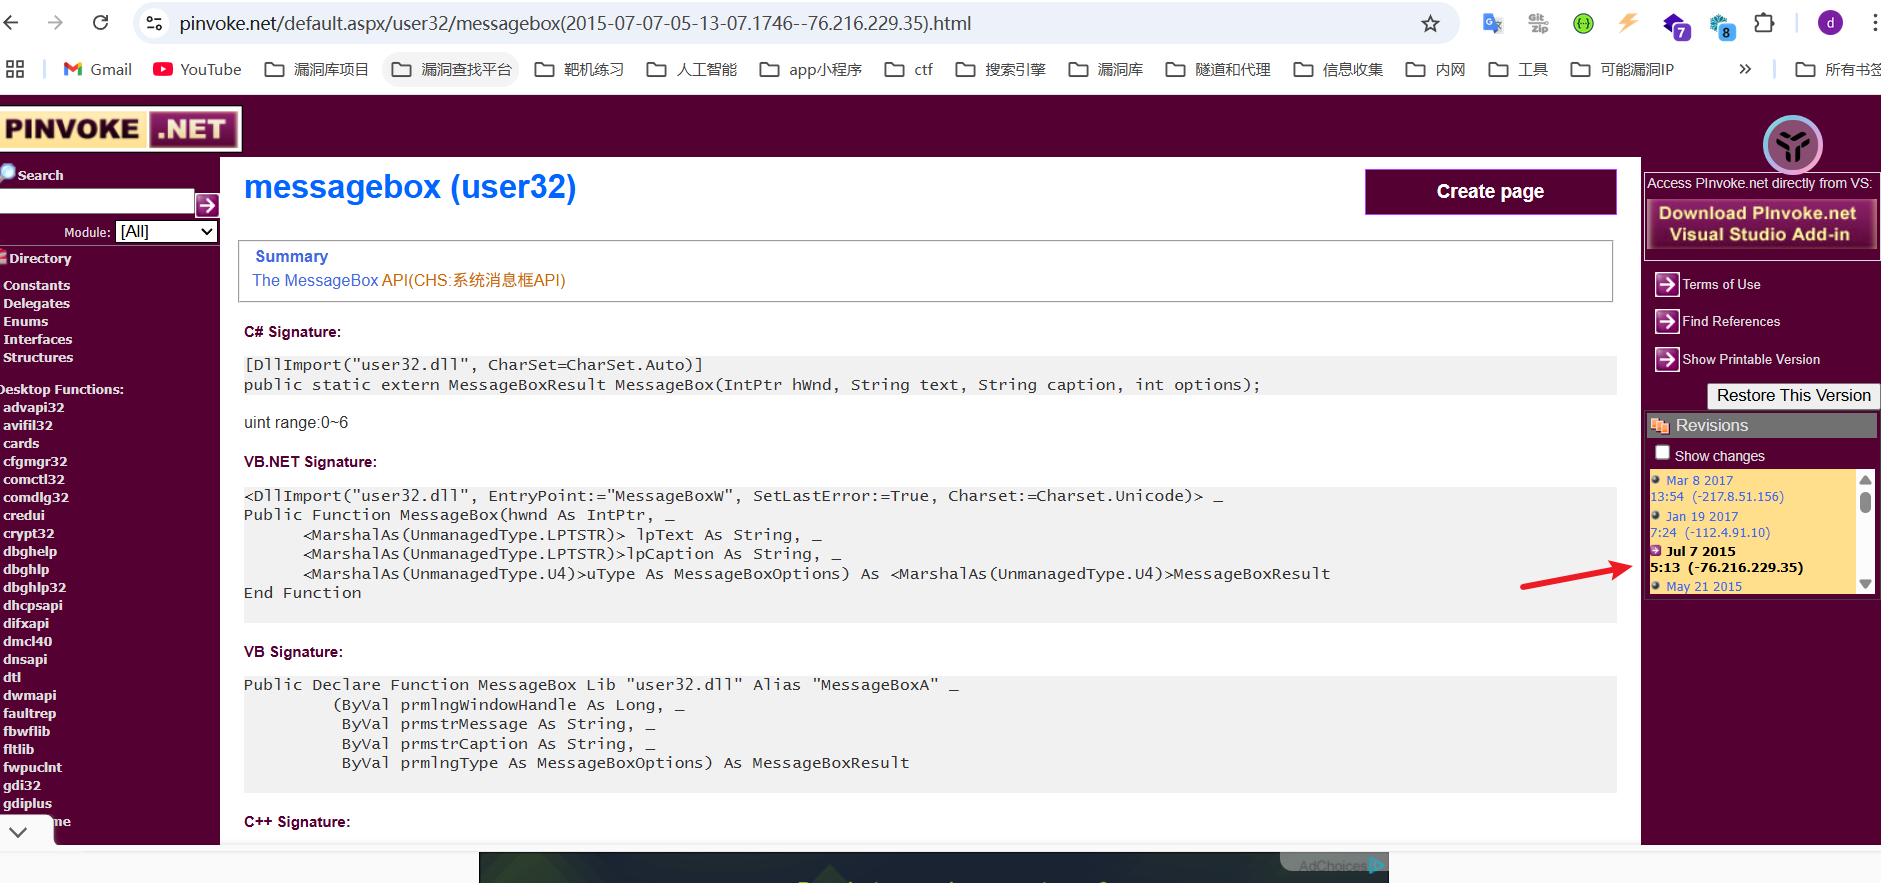 pinvoke.net/default.aspx/user32/messagebox(2015-07-07-05-13-07.1746--76.216.229.35).html
Git
zip
7
8
d
Gmail
YouTube
漏洞库项目
漏洞查找平台
靶机练习
人工智能
app小程序
ctf
搜索引擎
漏洞库
隧道和代理
信息收集
内网
工具
可能漏洞IP
»
所有书签
PINVOKE .NET
Search
Module: [All]
Directory
Constants
Delegates
Enums
Interfaces
Structures
Desktop Functions:
advapi32
avifil32
cards
cfgmgr32
comctl32
comdlg32
credui
crypt32
dbghelp
dbghlp
dbghlp32
dhcpsapi
difxapi
dmcl40
dnsapi
dtl
dwmapi
faultrep
fbwflib
fltlib
fwpuclnt
gdi32
gdiplus
me
messagebox (user32)
Create page
Summary
The MessageBox API(CHS:系统消息框API)
C# Signature:
[DllImport("user32.dll", CharSet=CharSet.Auto)]
public static extern MessageBoxResult MessageBox(IntPtr hWnd, String text, String caption, int options);
uint range:0~6
VB.NET Signature:
<DllImport("user32.dll", EntryPoint:="MessageBoxW", SetLastError:=True, Charset:=Charset.Unicode)> _
Public Function MessageBox(hwnd As IntPtr, _
<MarshalAs(UnmanagedType.LPTSTR)> lpText As String, _
<MarshalAs(UnmanagedType.LPTSTR)>lpCaption As String, _
<MarshalAs(UnmanagedType.U4)>uType As MessageBoxOptions) As <MarshalAs(UnmanagedType.U4)>MessageBoxResult
End Function
VB Signature:
Public Declare Function MessageBox Lib "user32.dll" Alias "MessageBoxA" _
(ByVal prmlngWindowHandle As Long, _
ByVal prmstrMessage As String, _
ByVal prmstrCaption As String, _
ByVal prmlngType As MessageBoxOptions) As MessageBoxResult
C++ Signature:
Access PInvoke.net directly from VS:
Download PInvoke.net
Visual Studio Add-in
Terms of Use
Find References
Show Printable Version
Restore This Version
Revisions
Show changes
Mar 8 2017
13:54 (-217.8.51.156)
Jan 19 2017
7:24 (-112.4.91.10)
Jul 7 2015
5:13 (-76.216.229.35)
May 21 2015
AdChoices